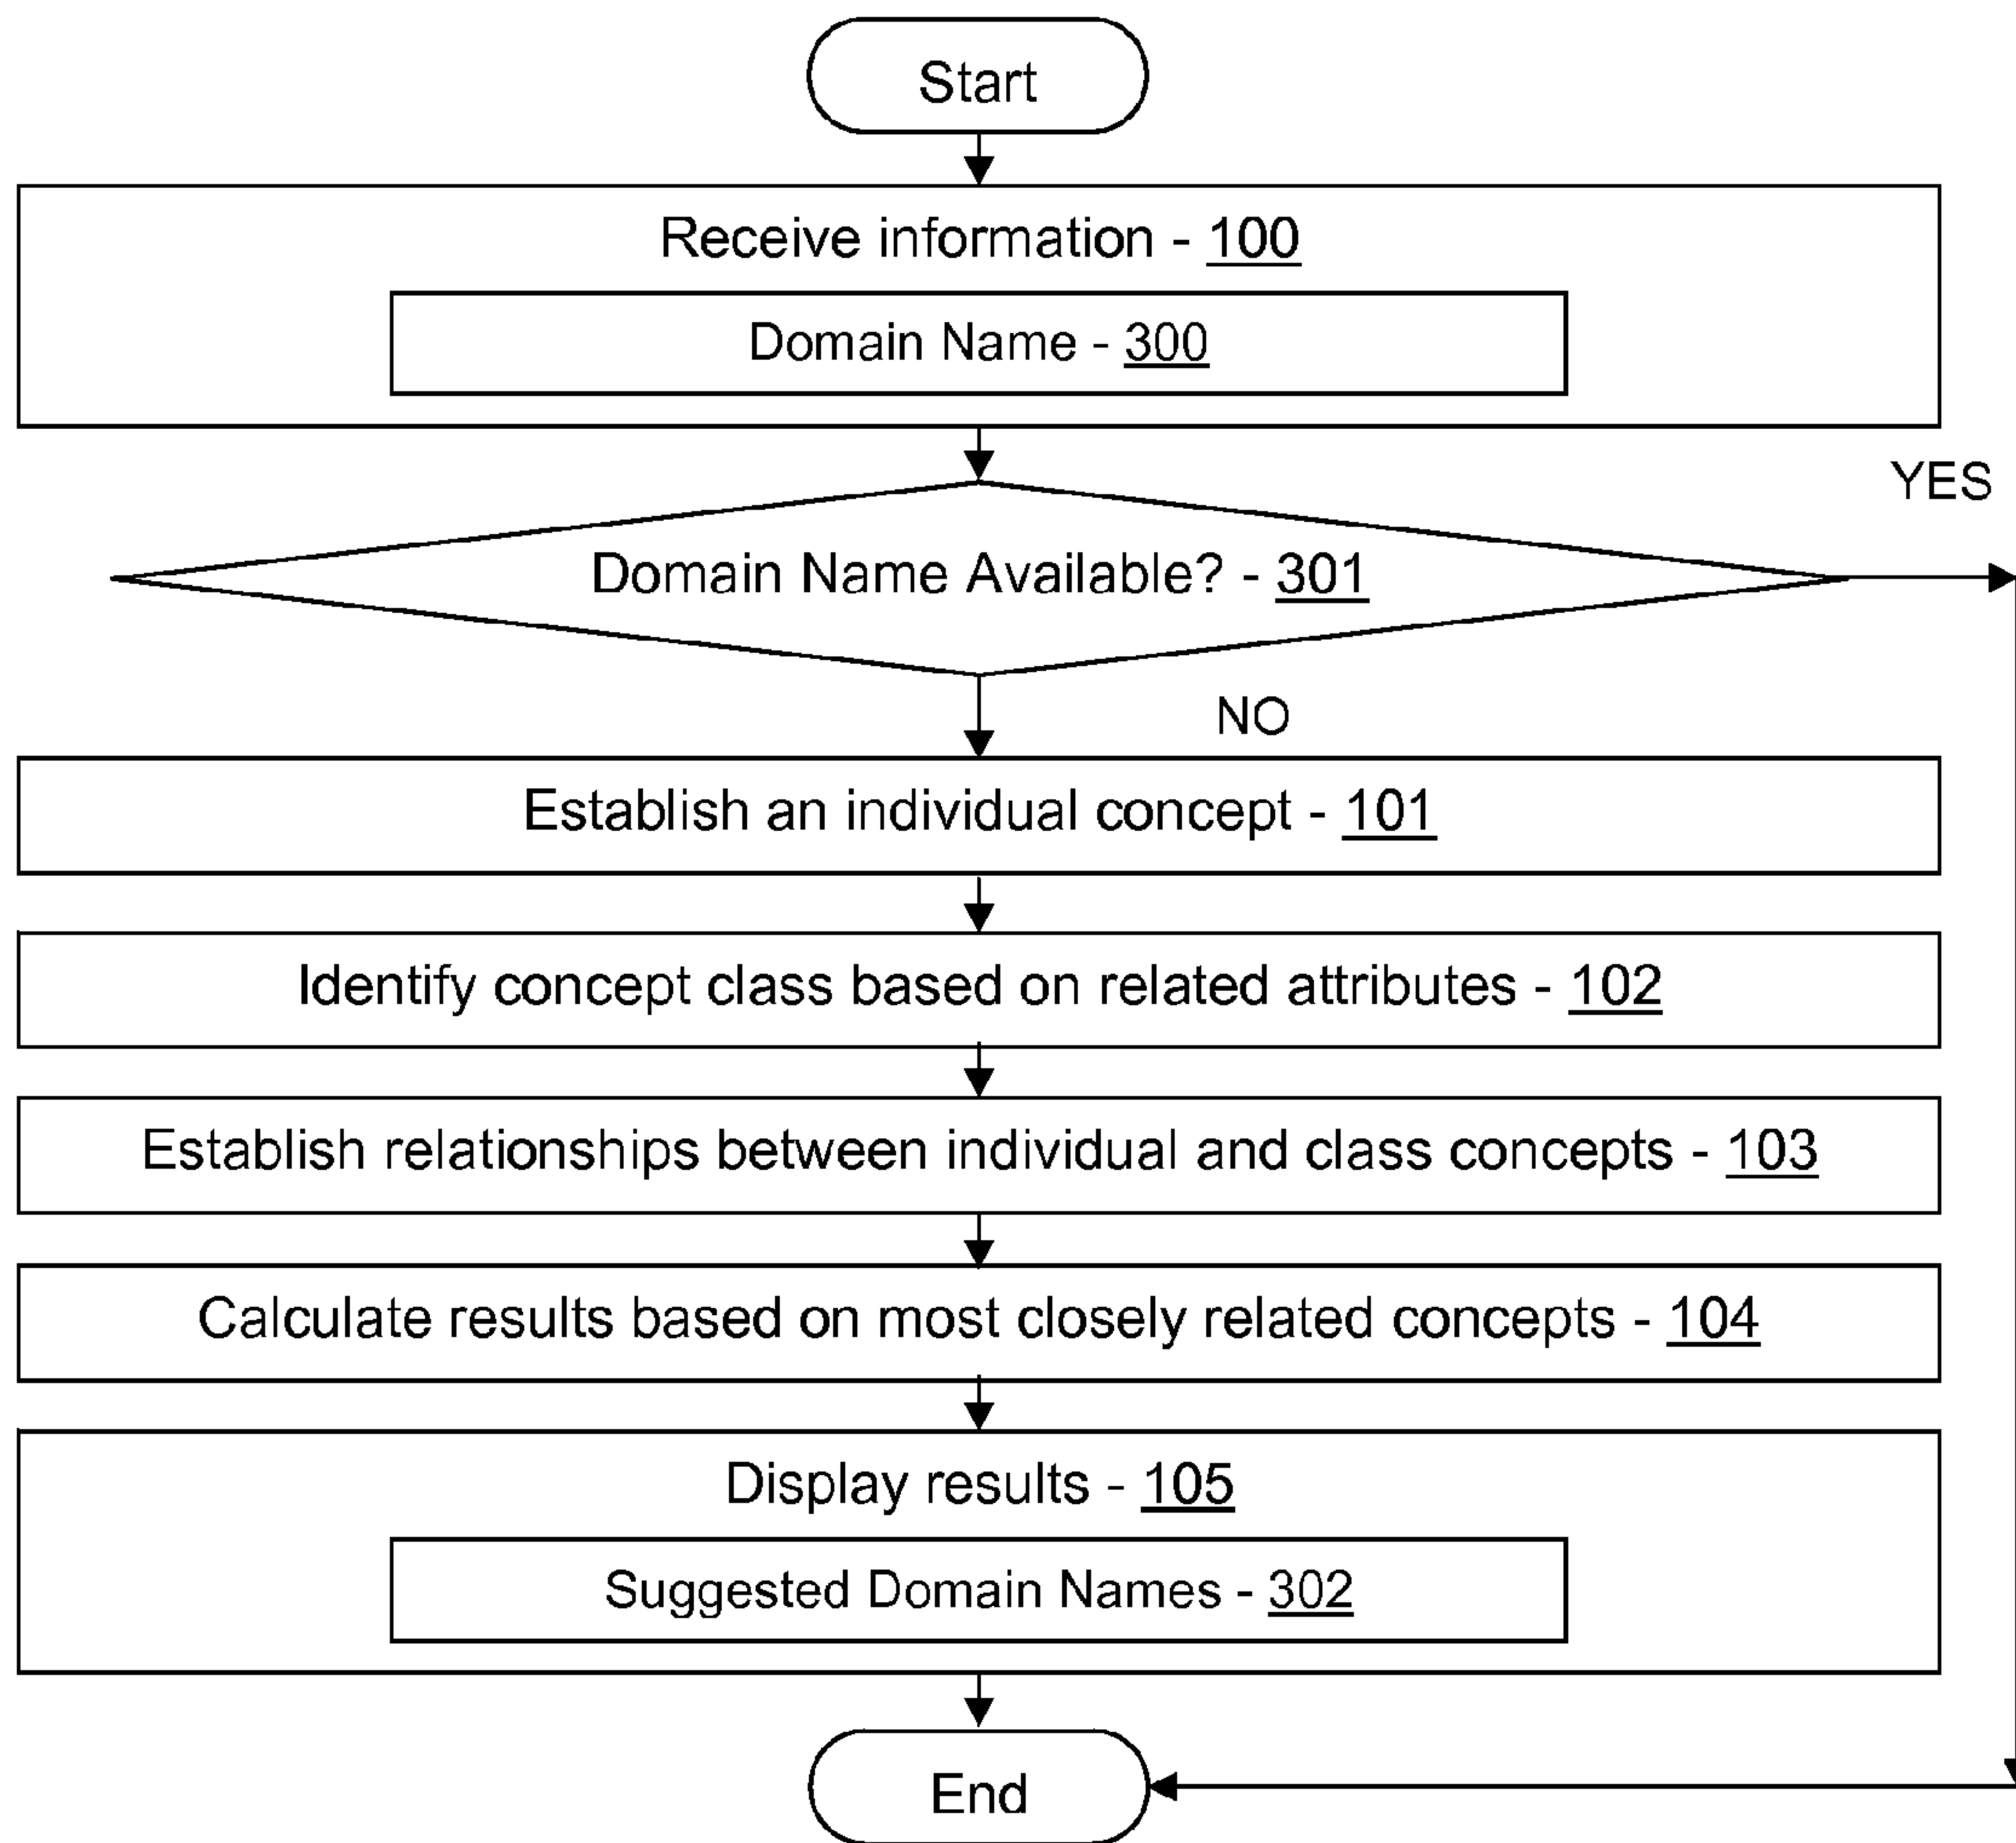 Start
Receive information - 100
Domain Name - 300
YES
Domain Name Available? - 301
NO
Establish an individual concept - 101
Identify concept class based on related attributes - 102
Establish relationships between individual and class concepts - 103
Calculate results based on most closely related concepts - 104
Display results - 105
Suggested Domain Names - 302
End